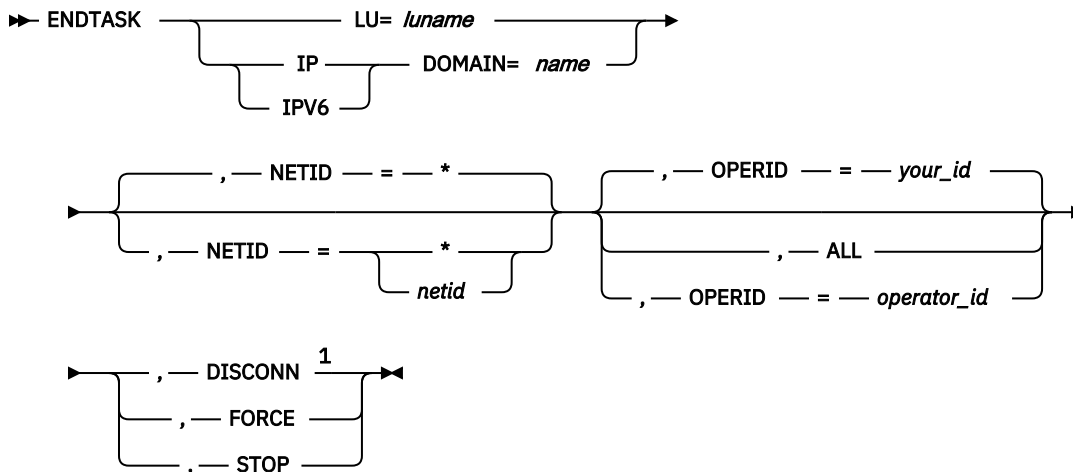 ENDTASK LU= luname
IP DOMAIN= name
IPV6
, NETID = * , OPERID = your_id
, NETID = * , ALL
netid , OPERID = operator_id
, DISCONN 1
, FORCE
, STOP